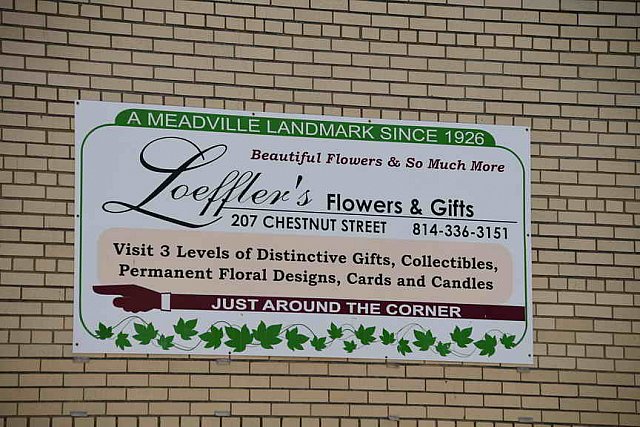 A MEADVILLE LANDMARK SINCE 1926
Beautiful Flowers & So Much More
Loeffler's Flowers & Gifts
207 CHESTNUT STREET 814-336-3151
Visit 3 Levels of Distinctive Gifts, Collectibles,
Permanent Floral Designs, Cards and Candles
JUST AROUND THE CORNER